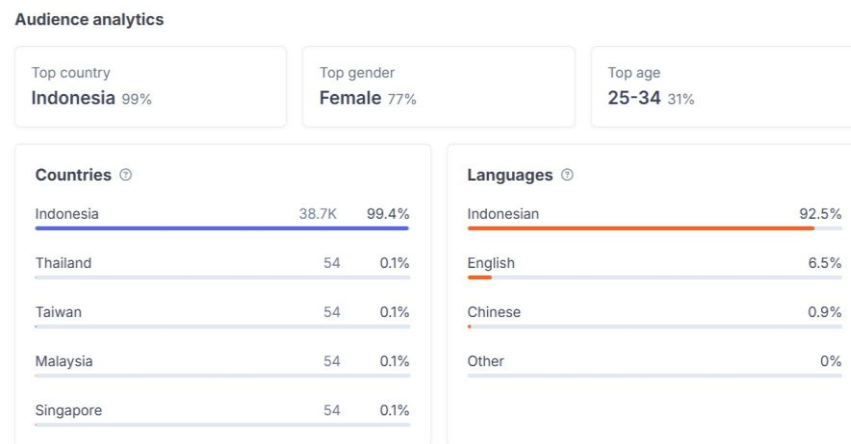 Audience analytics
Top country
Indonesia 99%
Top gender
Female 77%
Top age
25-34 31%
Countries ?
Indonesia 38.7K 99.4%
Thailand 54 0.1%
Taiwan 54 0.1%
Malaysia 54 0.1%
Singapore 54 0.1%
Languages ?
Indonesian 92.5%
English 6.5%
Chinese 0.9%
Other 0%